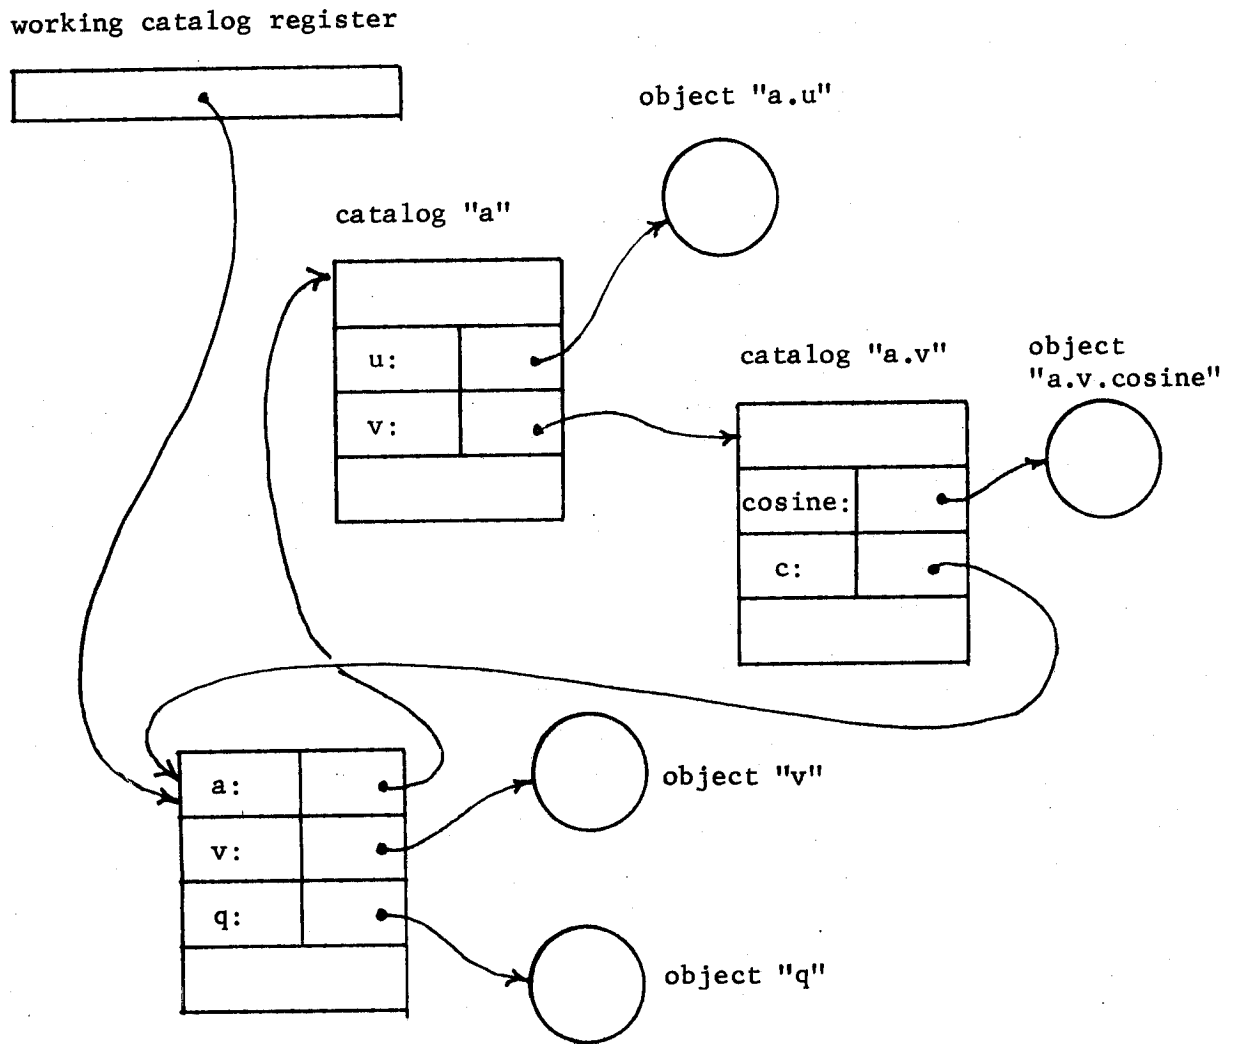 working catalog register
object "a.u"
catalog "a"
u:
v:
catalog "a.v"
object
"a.v.cosine"
cosine:
c:
a:
v:
q:
object "v"
object "q"